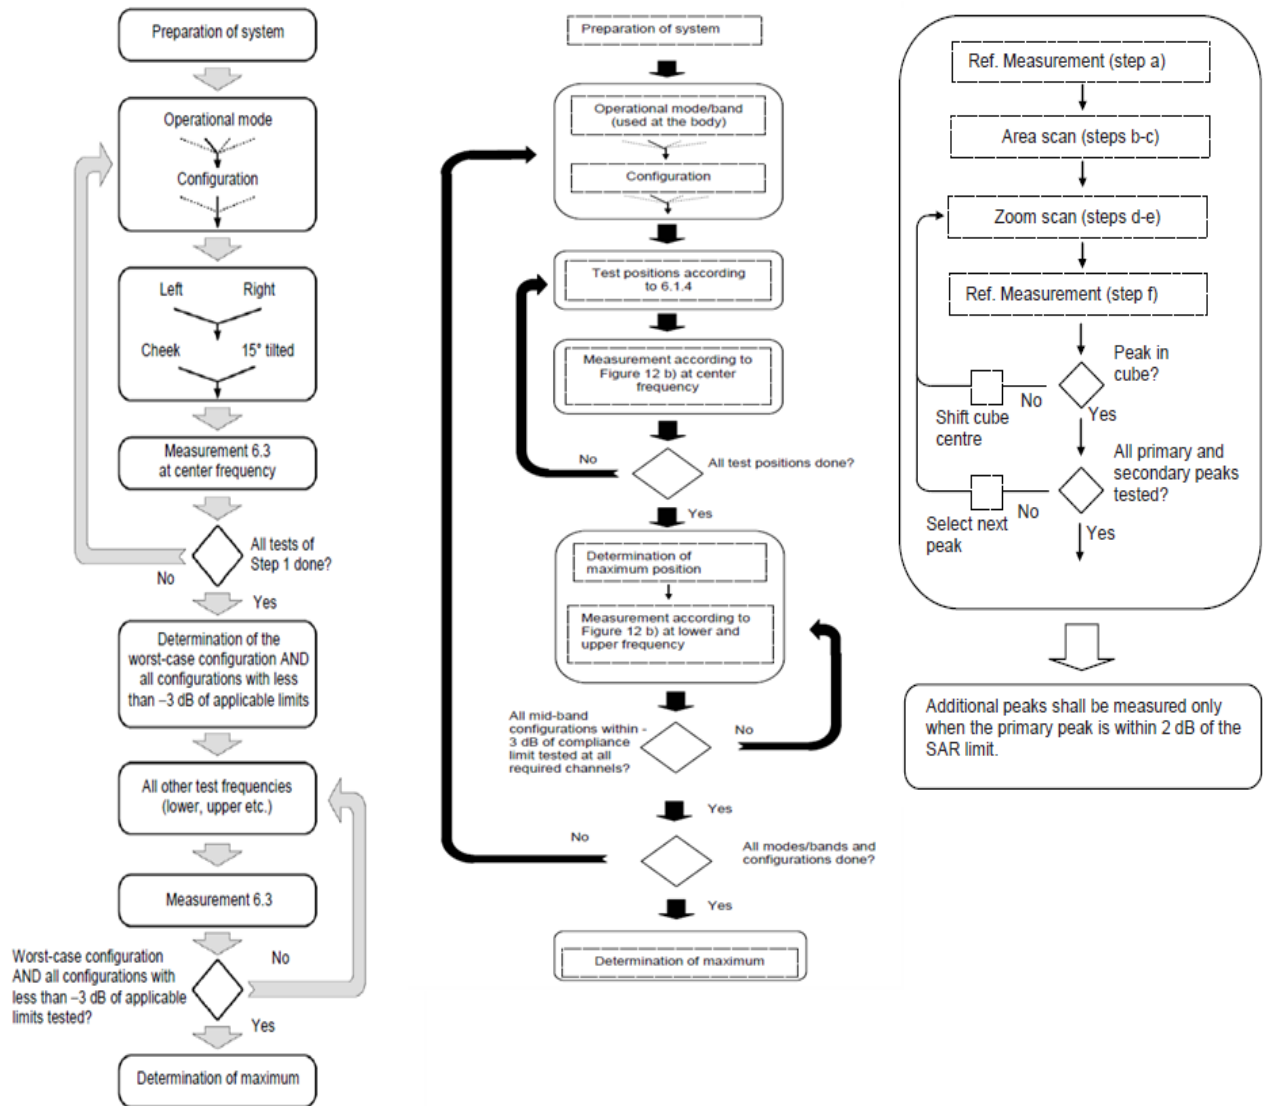 Preparation of system
Operational mode
Configuration
Left
Right
Cheek
15° tilted
Measurement 6.3
at center frequency
All tests of
Step 1 done?
No
Yes
Determination of the
worst-case configuration AND
all configurations with less
than –3 dB of applicable limits
All other test frequencies
(lower, upper etc.)
Measurement 6.3
Worst-case configuration
AND all configurations with
less than –3 dB of applicable
limits tested?
No
Yes
Determination of maximum
Preparation of system
Operational mode/band
(used at the body)
Configuration
Test positions according
to 6.1.4
Measurement according to
Figure 12 b) at center
frequency
No
All test positions done?
Yes
Determination of
maximum position
Measurement according to
Figure 12 b) at lower and
upper frequency
All mid-band
configurations within -
3 dB of compliance
limit tested at all
required channels?
No
Yes
No
All modes/bands and
configurations done?
Yes
Determination of maximum
Ref. Measurement (step a)
Area scan (steps b-c)
Zoom scan (steps d-e)
Ref. Measurement (step f)
Peak in
cube?
No
Shift cube
centre
Yes
All primary and
secondary peaks
tested?
No
Select next
peak
Yes
Additional peaks shall be measured only
when the primary peak is within 2 dB of the
SAR limit.